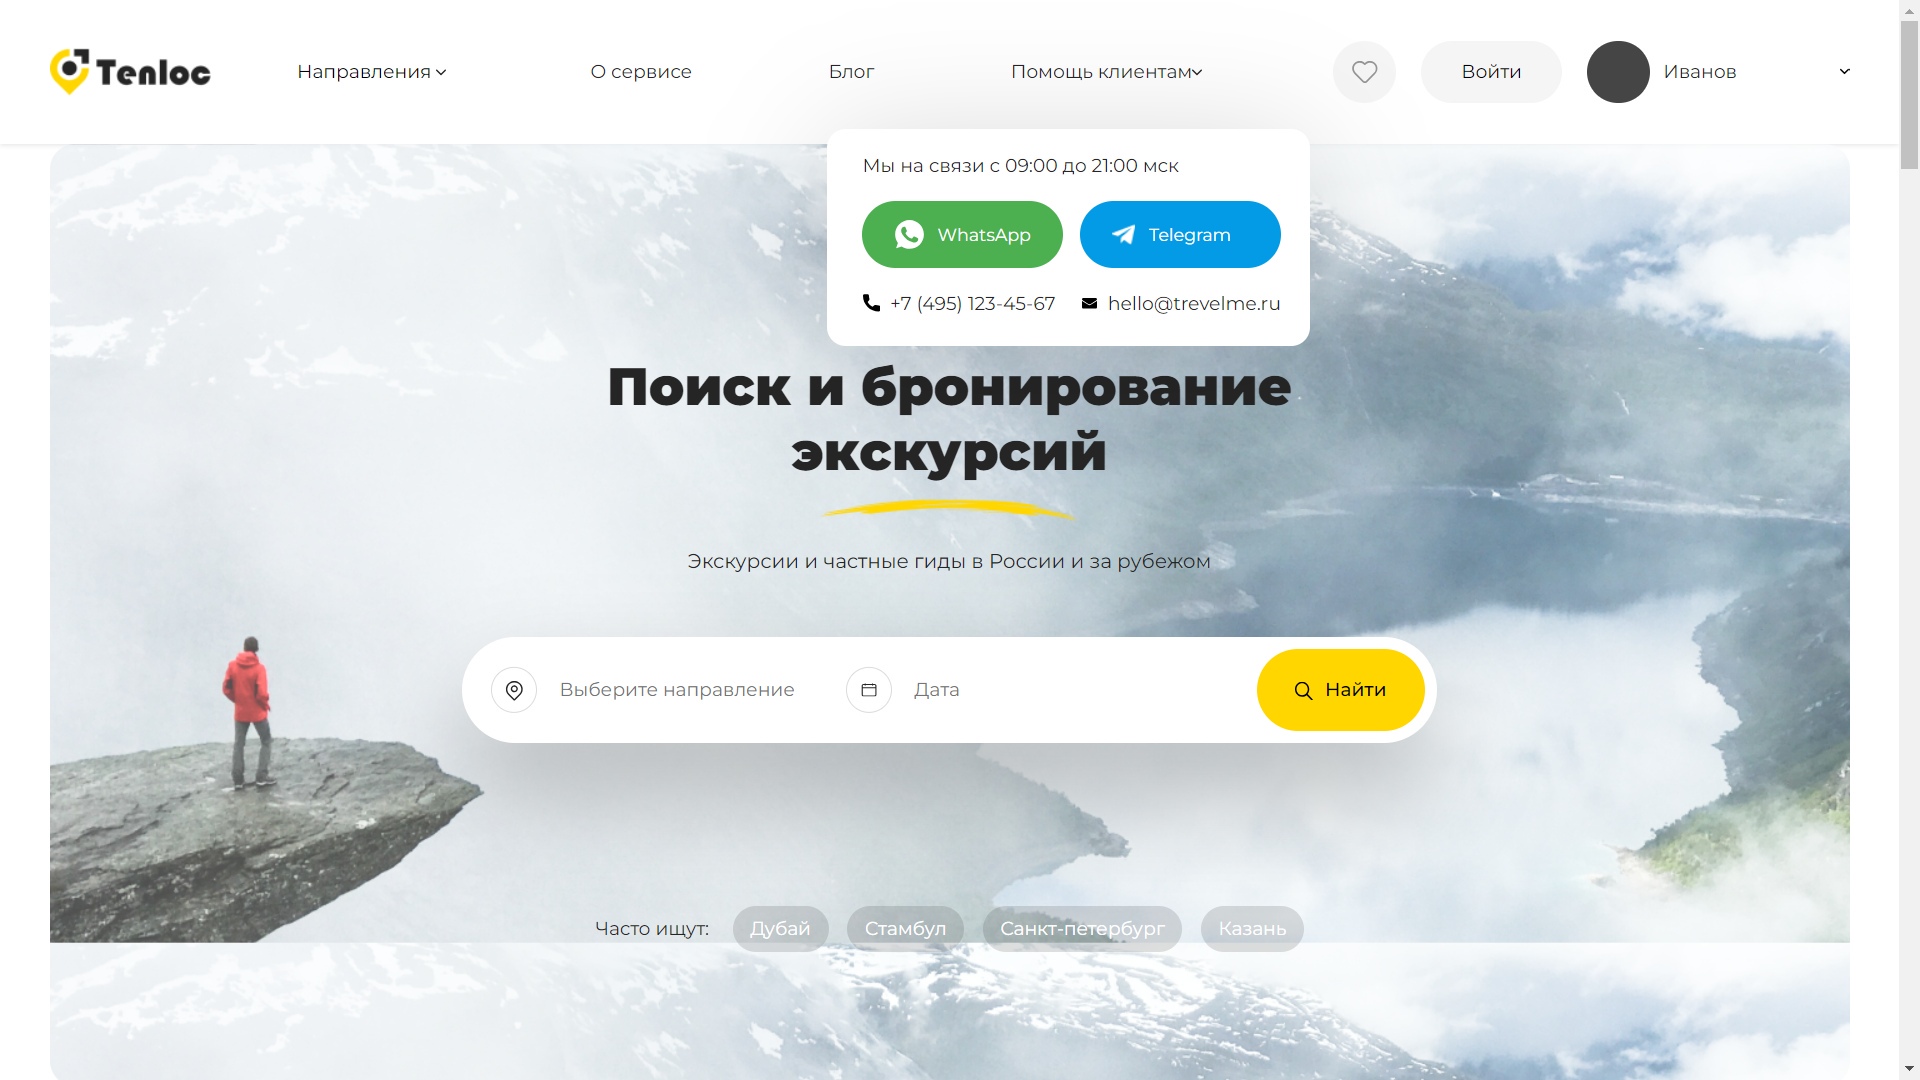 Tenloc
Направления
О сервисе
Блог
Помощь клиентам
Войти
Иванов
Мы на связи с 09:00 до 21:00 мск
WhatsApp
Telegram
+7 (495) 123-45-67
hello@trevelme.ru
Поиск и бронирование
экскурсий
Экскурсии и частные гиды в России и за рубежом
Выберите направление
Дата
Найти
Часто ищут:
Дубай
Стамбул
Санкт-петербург
Казань